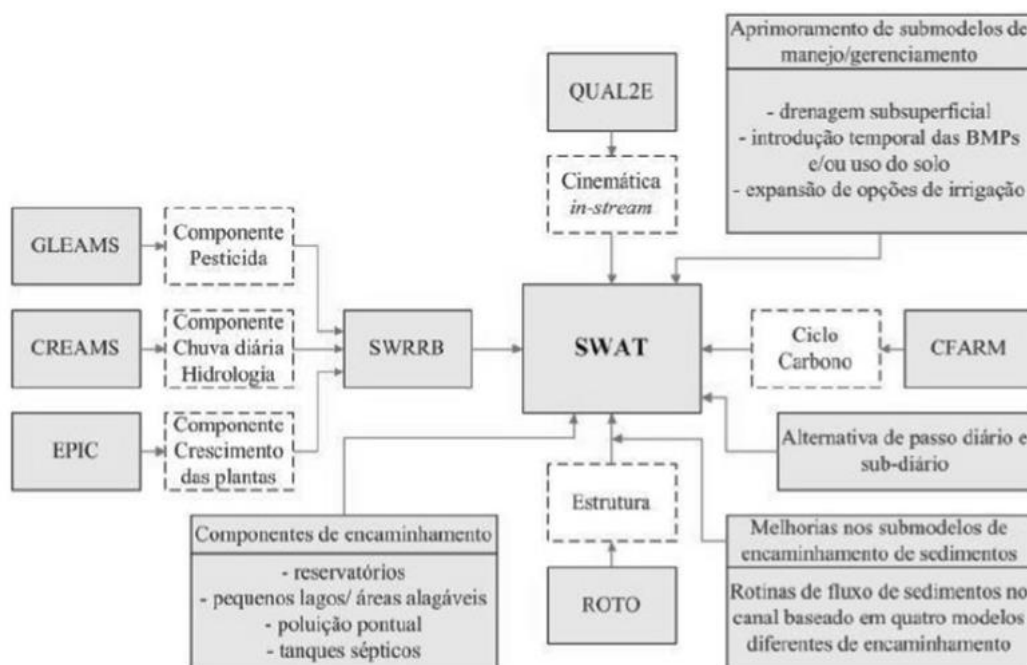 Aprimoramento de submodelos de
manejo/gerenciamento
- drenagem subsuperficial
- introdução temporal das BMPs
e/ou uso do solo
- expansão de opções de irrigação
QUAL2E
Cinemática
in-stream
GLEAMS
Componente
Pesticida
CREAMS
Componente
Chuva diária
Hidrologia
SWRRB
SWAT
Ciclo
Carbono
CFARM
EPIC
Componente
Crescimento
das plantas
Alternativa de passo diário e
sub-diário
Estrutura
ROTO
Componentes de encaminhamento
- reservatórios
- pequenos lagos/ áreas alagáveis
- poluição pontual
- tanques sépticos
Melhorias nos submodelos de
encaminhamento de sedimentos
Rotinas de fluxo de sedimentos no
canal baseado em quatro modelos
diferentes de encaminhamento